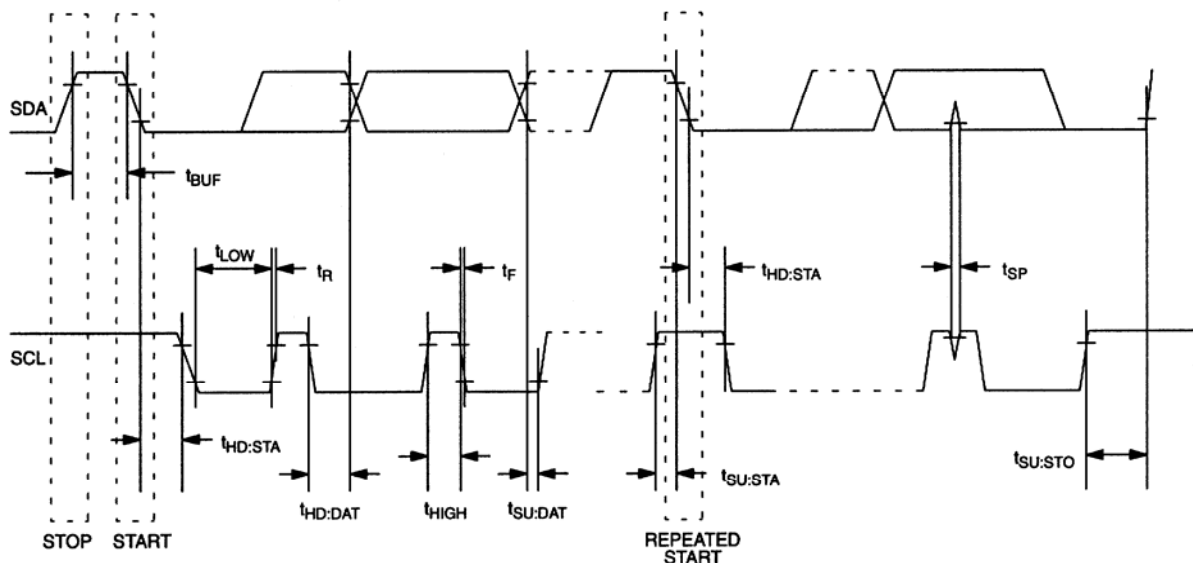 SDA
tBUF
tLOW
tR
tF
tHD:STA
tSP
SCL
tHD:STA
tSU:STA
tSU:STO
tHD:DAT
tHIGH
tSU:DAT
STOP
START
REPEATED
START